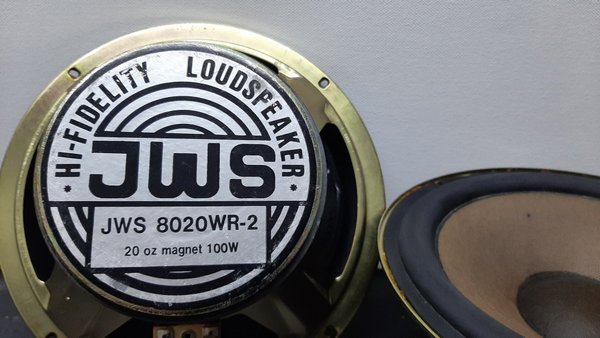 HI-FIDELITY LOUDSPEAKER
JWS
JWS 8020WR-2
20 oz magnet 100W